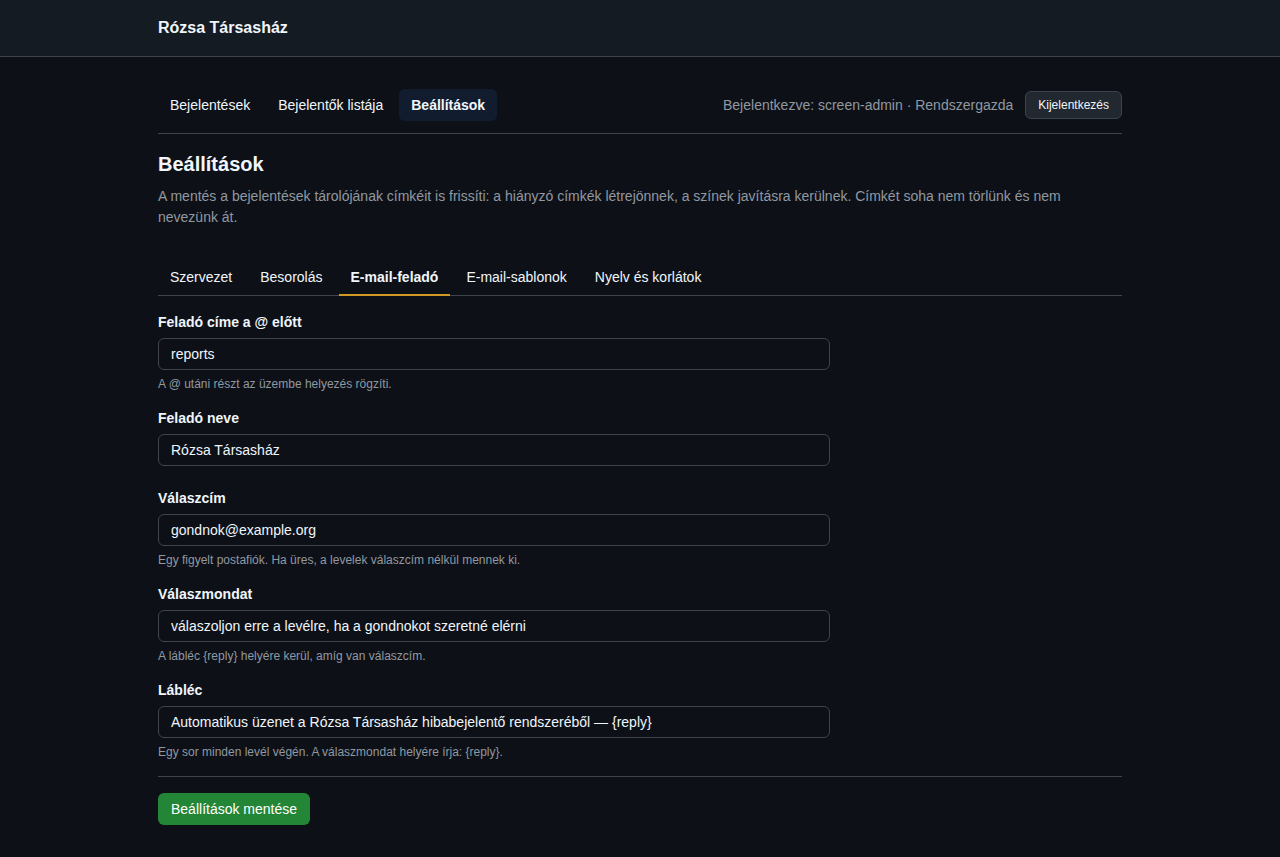 Rózsa Társasház
Bejelentések Bejelentők listája Beállítások Bejelentkezve: screen-admin · Rendszergazda Kijelentkezés
Beállítások
A mentés a bejelentések tárolójának címkéit is frissíti: a hiányzó címkék létrejönnek, a színek javításra kerülnek. Címkét soha nem törlünk és nem
nevezünk át.
Szervezet Besorolás E-mail-feladó E-mail-sablonok Nyelv és korlátok
Feladó címe a @ előtt
reports
A @ utáni részt az üzembe helyezés rögzíti.
Feladó neve
Rózsa Társasház
Válaszcím
gondnok@example.org
Egy figyelt postafiók. Ha üres, a levelek válaszcím nélkül mennek ki.
Válaszmondat
válaszoljon erre a levélre, ha a gondnokot szeretné elérni
A lábléc {reply} helyére kerül, amíg van válaszcím.
Lábléc
Automatikus üzenet a Rózsa Társasház hibabejelentő rendszeréből — {reply}
Egy sor minden levél végén. A válaszmondat helyére írja: {reply}.
Beállítások mentése